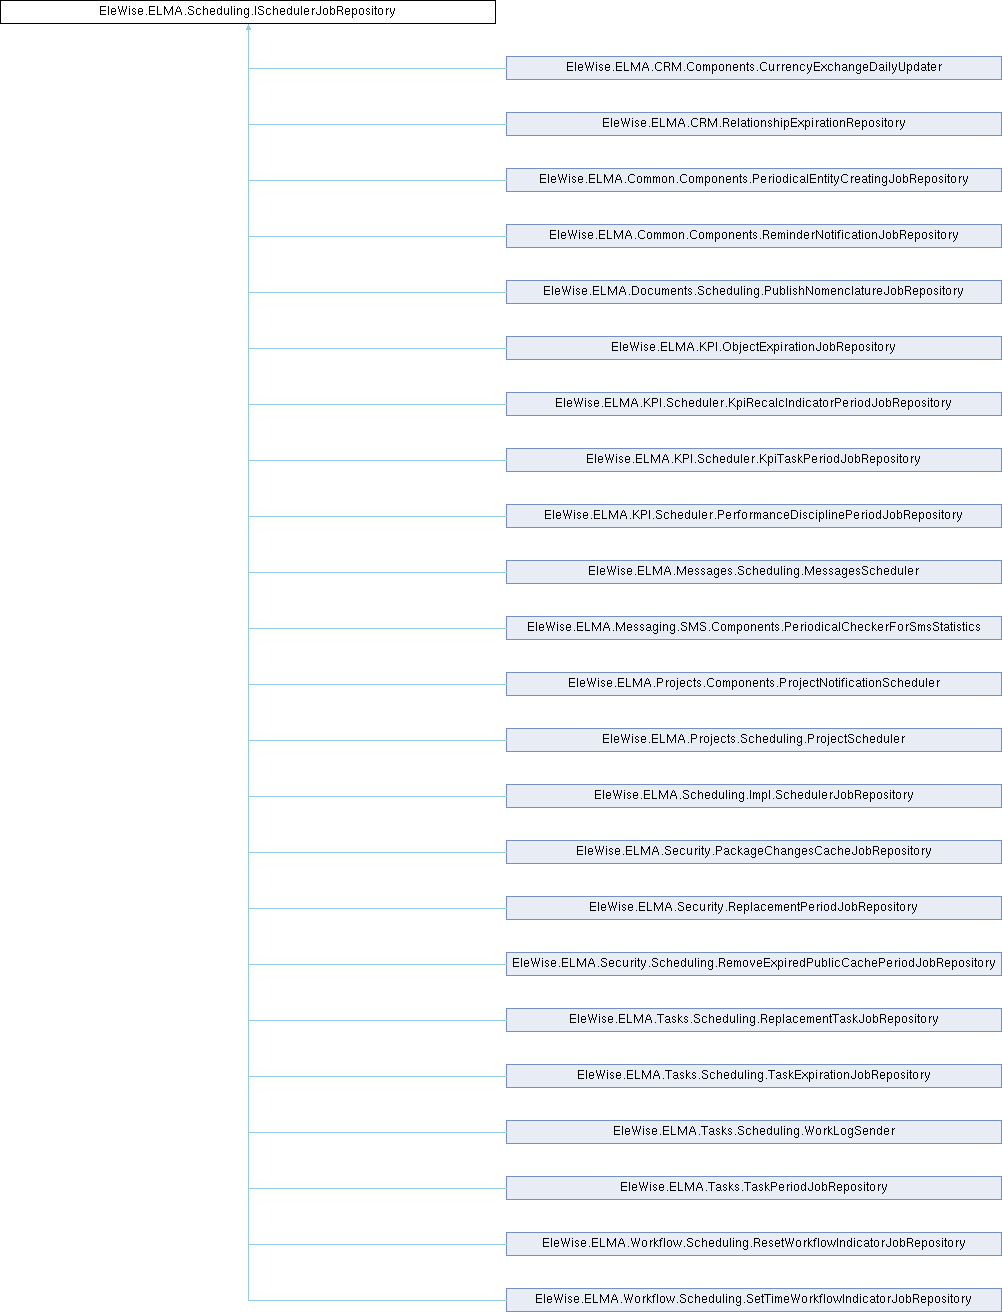 EleWise.ELMA.Scheduling.ISchedulerJobRepository
EleWise.ELMA.CRM.Components.CurrencyExchangeDailyUpdater
EleWise.ELMA.CRM.RelationshipExpirationRepository
EleWise.ELMA.Common.Components.PeriodicalEntityCreatingJobRepository
EleWise.ELMA.Common.Components.ReminderNotificationJobRepository
EleWise.ELMA.Documents.Scheduling.PublishNomenclatureJobRepository
EleWise.ELMA.KPI.ObjectExpirationJobRepository
EleWise.ELMA.KPI.Scheduler.KpiRecalcIndicatorPeriodJobRepository
EleWise.ELMA.KPI.Scheduler.KpiTaskPeriodJobRepository
EleWise.ELMA.KPI.Scheduler.PerformanceDisciplinePeriodJobRepository
EleWise.ELMA.Messages.Scheduling.MessagesScheduler
EleWise.ELMA.Messaging.SMS.Components.PeriodicalCheckerForSmsStatistics
EleWise.ELMA.Projects.Components.ProjectNotificationScheduler
EleWise.ELMA.Projects.Scheduling.ProjectScheduler
EleWise.ELMA.Scheduling.Impl.SchedulerJobRepository
EleWise.ELMA.Security.PackageChangesCacheJobRepository
EleWise.ELMA.Security.ReplacementPeriodJobRepository
EleWise.ELMA.Security.Scheduling.RemoveExpiredPublicCachePeriodJobRepository
EleWise.ELMA.Tasks.Scheduling.ReplacementTaskJobRepository
EleWise.ELMA.Tasks.Scheduling.TaskExpirationJobRepository
EleWise.ELMA.Tasks.Scheduling.WorkLogSender
EleWise.ELMA.Tasks.TaskPeriodJobRepository
EleWise.ELMA.Workflow.Scheduling.ResetWorkflowIndicatorJobRepository
EleWise.ELMA.Workflow.Scheduling.SetTimeWorkflowIndicatorJobRepository